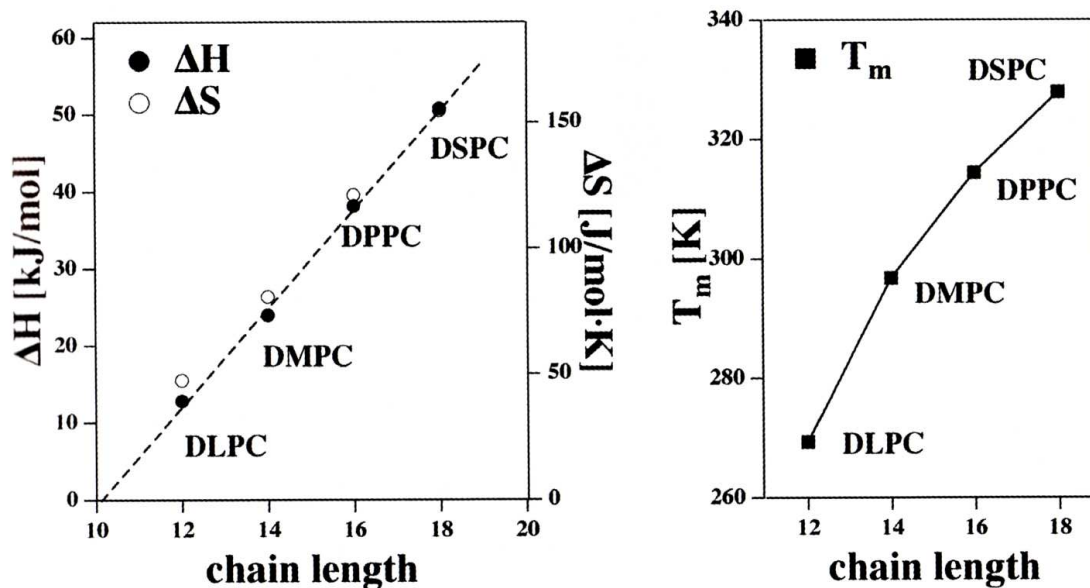 ΔH
ΔS
60
50
40
30
20
10
0
ΔH [kJ/mol]
150
100
50
0
ΔS [J/mol·K]
DSPC
DPPC
DMPC
DLPC
10
12
14
16
18
20
chain length
Tm
340
320
300
280
260
Tm [K]
DSPC
DPPC
DMPC
DLPC
12
14
16
18
chain length